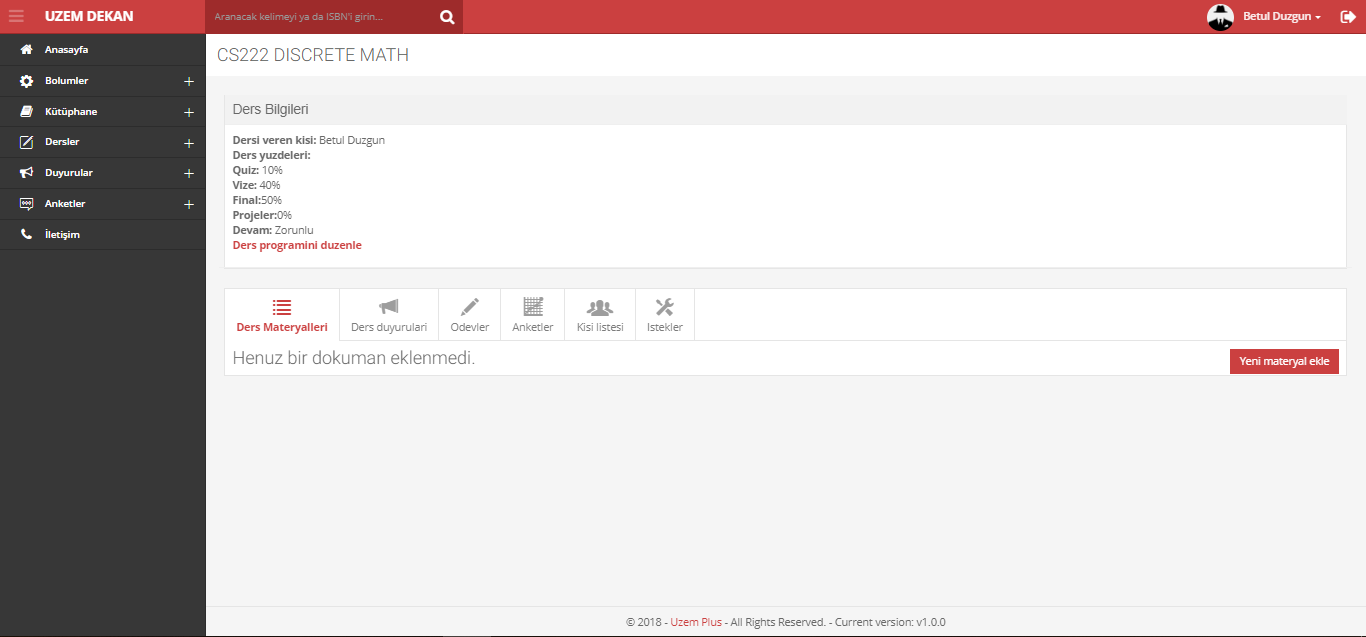 UZEM DEKAN
Aranacak kelimeyi ya da ISBN'i girin...
Betul Duzgun
Anasayfa
Bolumler
Kütüphane
Dersler
Duyurular
Anketler
İletişim
CS222 DISCRETE MATH
Ders Bilgileri
Dersi veren kisi: Betul Duzgun
Ders yuzdeleri:
Quiz: 10%
Vize: 40%
Final:50%
Projeler:0%
Devam: Zorunlu
Ders programini duzenle
Ders Materyalleri
Ders duyurulari
Odevler
Anketler
Kisi listesi
Istekler
Henuz bir dokuman eklenmedi.
Yeni materyal ekle
© 2018 - Uzem Plus - All Rights Reserved. - Current version: v1.0.0